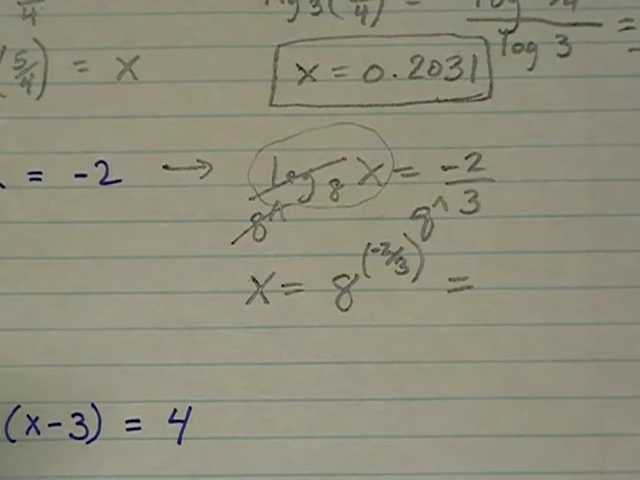 log 3
(5/4) = x
x = 0.2031
= -2 → log₈ x = -2/3
8^ 8^
x = 8^(-2/3) =
(x-3) = 4